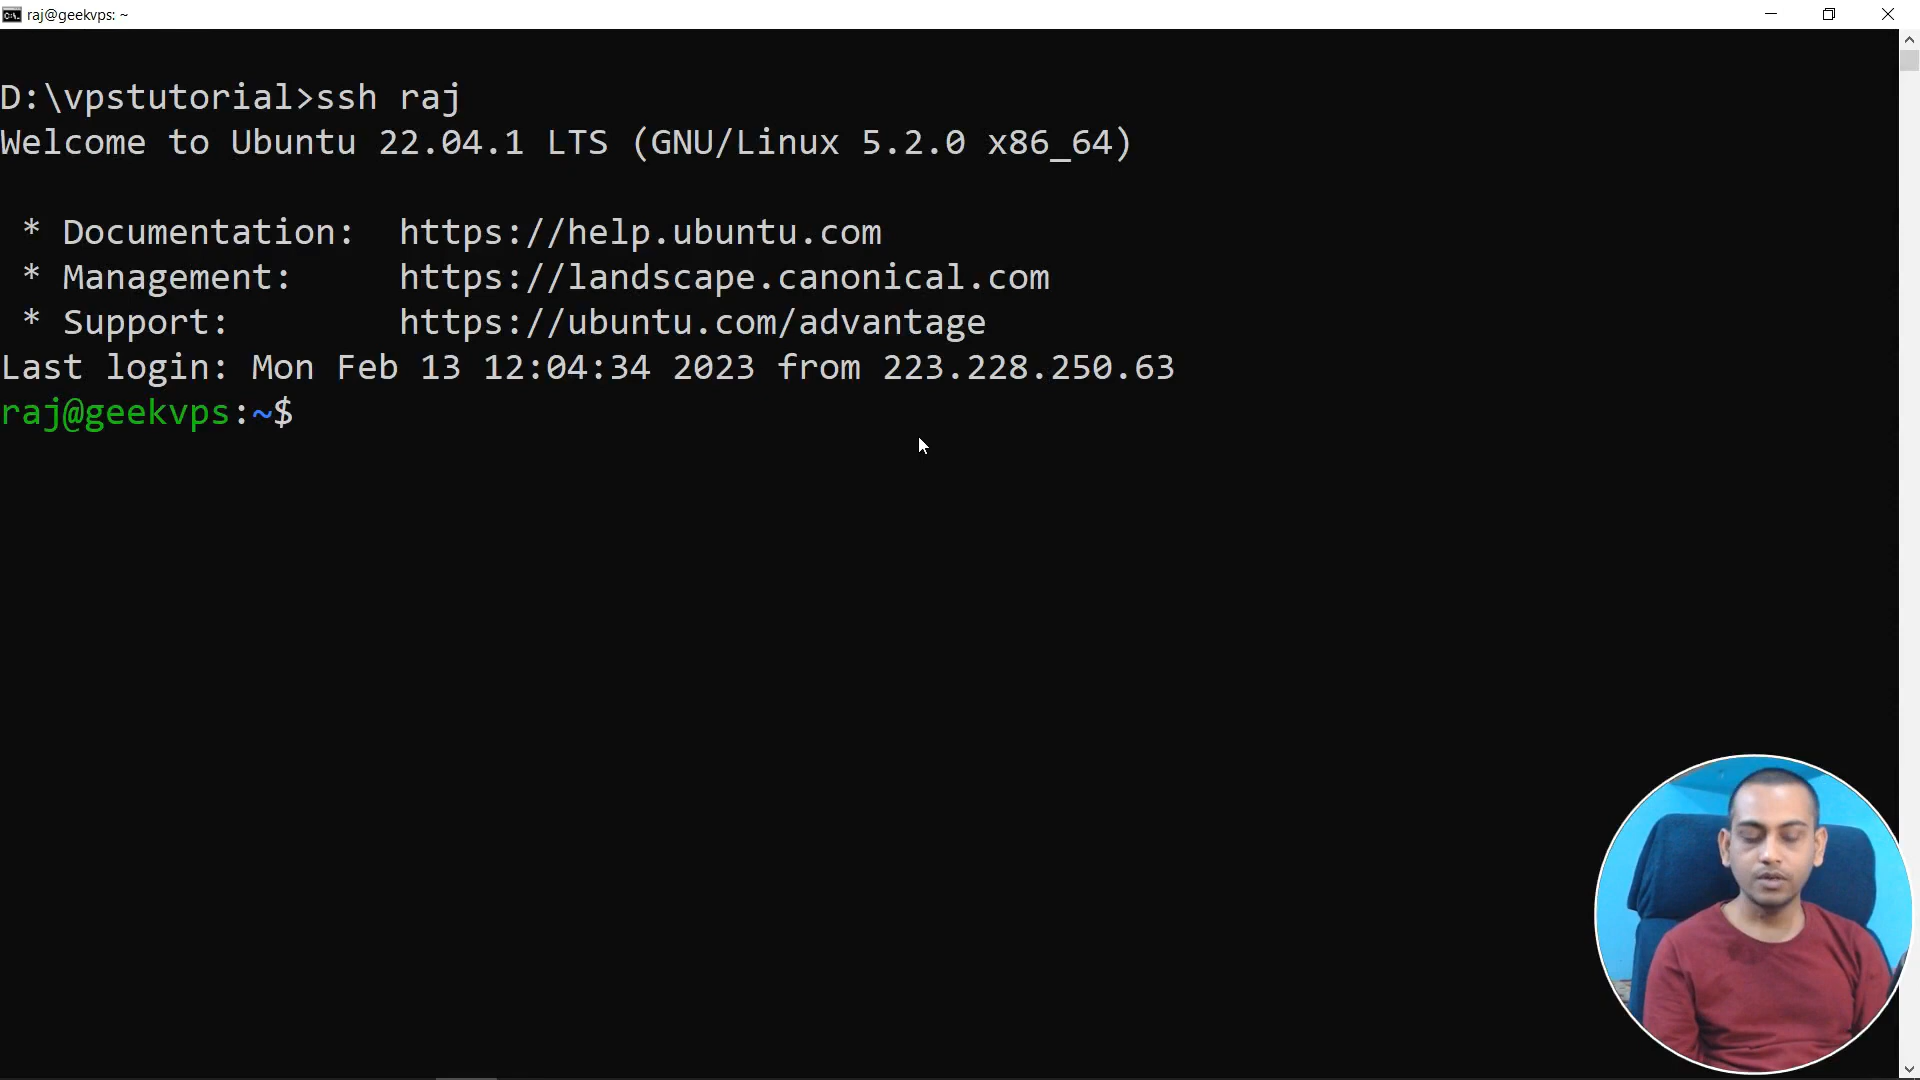 raj@geekvps: ~
D:\vpstutorial>ssh raj
Welcome to Ubuntu 22.04.1 LTS (GNU/Linux 5.2.0 x86_64)
* Documentation:  https://help.ubuntu.com
* Management:     https://landscape.canonical.com
* Support:        https://ubuntu.com/advantage
Last login: Mon Feb 13 12:04:34 2023 from 223.228.250.63
raj@geekvps:~$